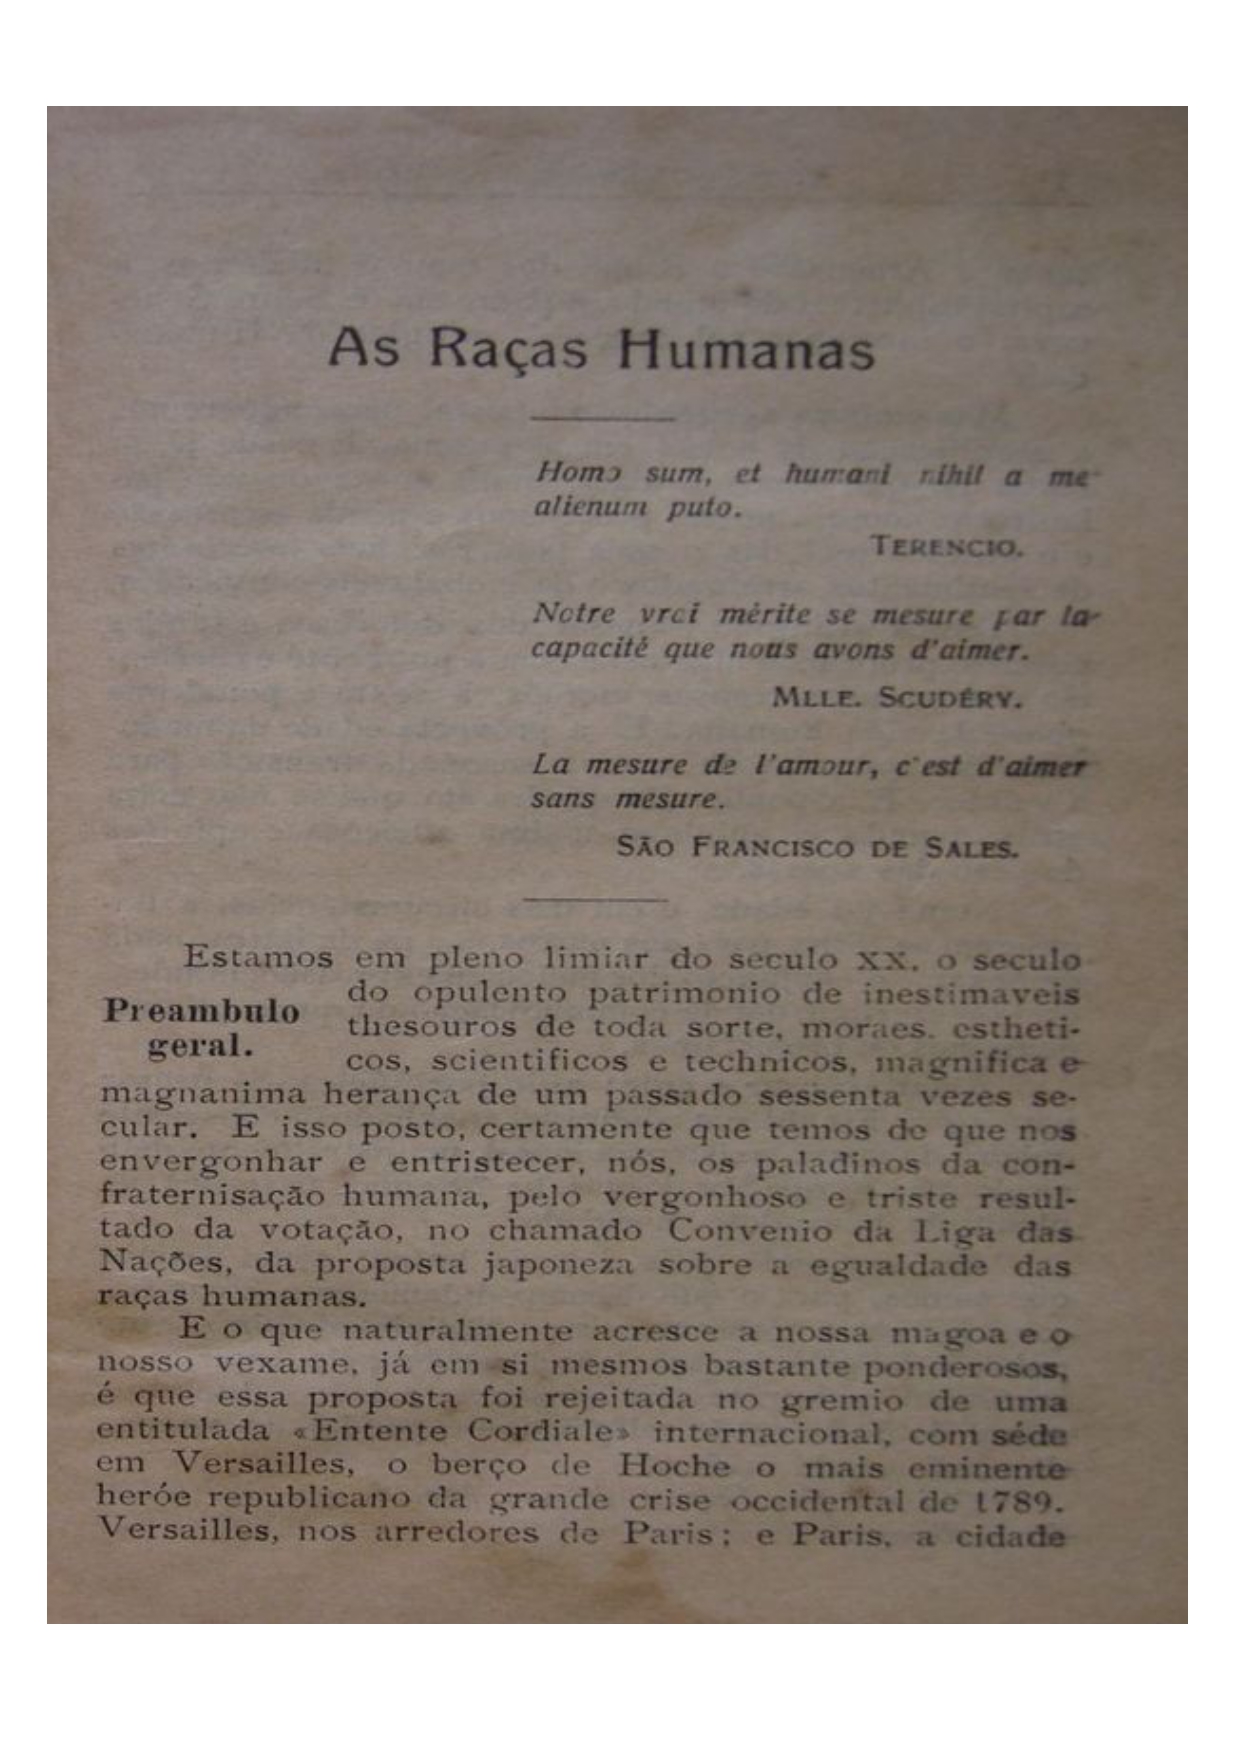 As Raças Humanas
Homo sum, et humani nihil a me
alienum puto.
TERENCIO.
Notre vrai mérite se mesure par la
capacité que nous avons d'aimer.
MLLE. SCUDÉRY.
La mesure de l'amour, c'est d'aimer
sans mesure.
SÃO FRANCISCO DE SALES.
Estamos em pleno limiar do seculo XX, o seculo
Preambulo geral.
do opulento patrimonio de inestimaveis
thesouros de toda sorte, moraes, estheti-
cos, scientificos e technicos, magnifica e
magnanima herança de um passado sessenta vezes se-
cular. E isso posto, certamente que temos de que nos
envergonhar e entristecer, nós, os paladinos da con-
fraternisação humana, pelo vergonhoso e triste resul-
tado da votação, no chamado Convenio da Liga das
Nações, da proposta japoneza sobre a egualdade das
raças humanas.
E o que naturalmente acresce a nossa magoa e o
nosso vexame, já em si mesmos bastante ponderosos,
é que essa proposta foi rejeitada no gremio de uma
entitulada «Entente Cordiale» internacional, com séde
em Versailles, o berço de Hoche o mais eminente
heróe republicano da grande crise occidental de 1789.
Versailles, nos arredores de Paris; e Paris, a cidade